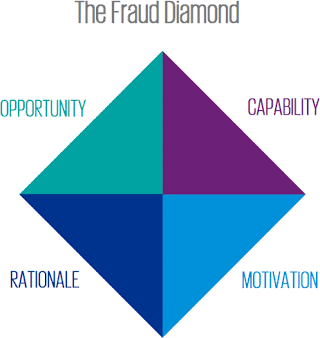 The Fraud Diamond
OPPORTUNITY
CAPABILITY
RATIONALE
MOTIVATION